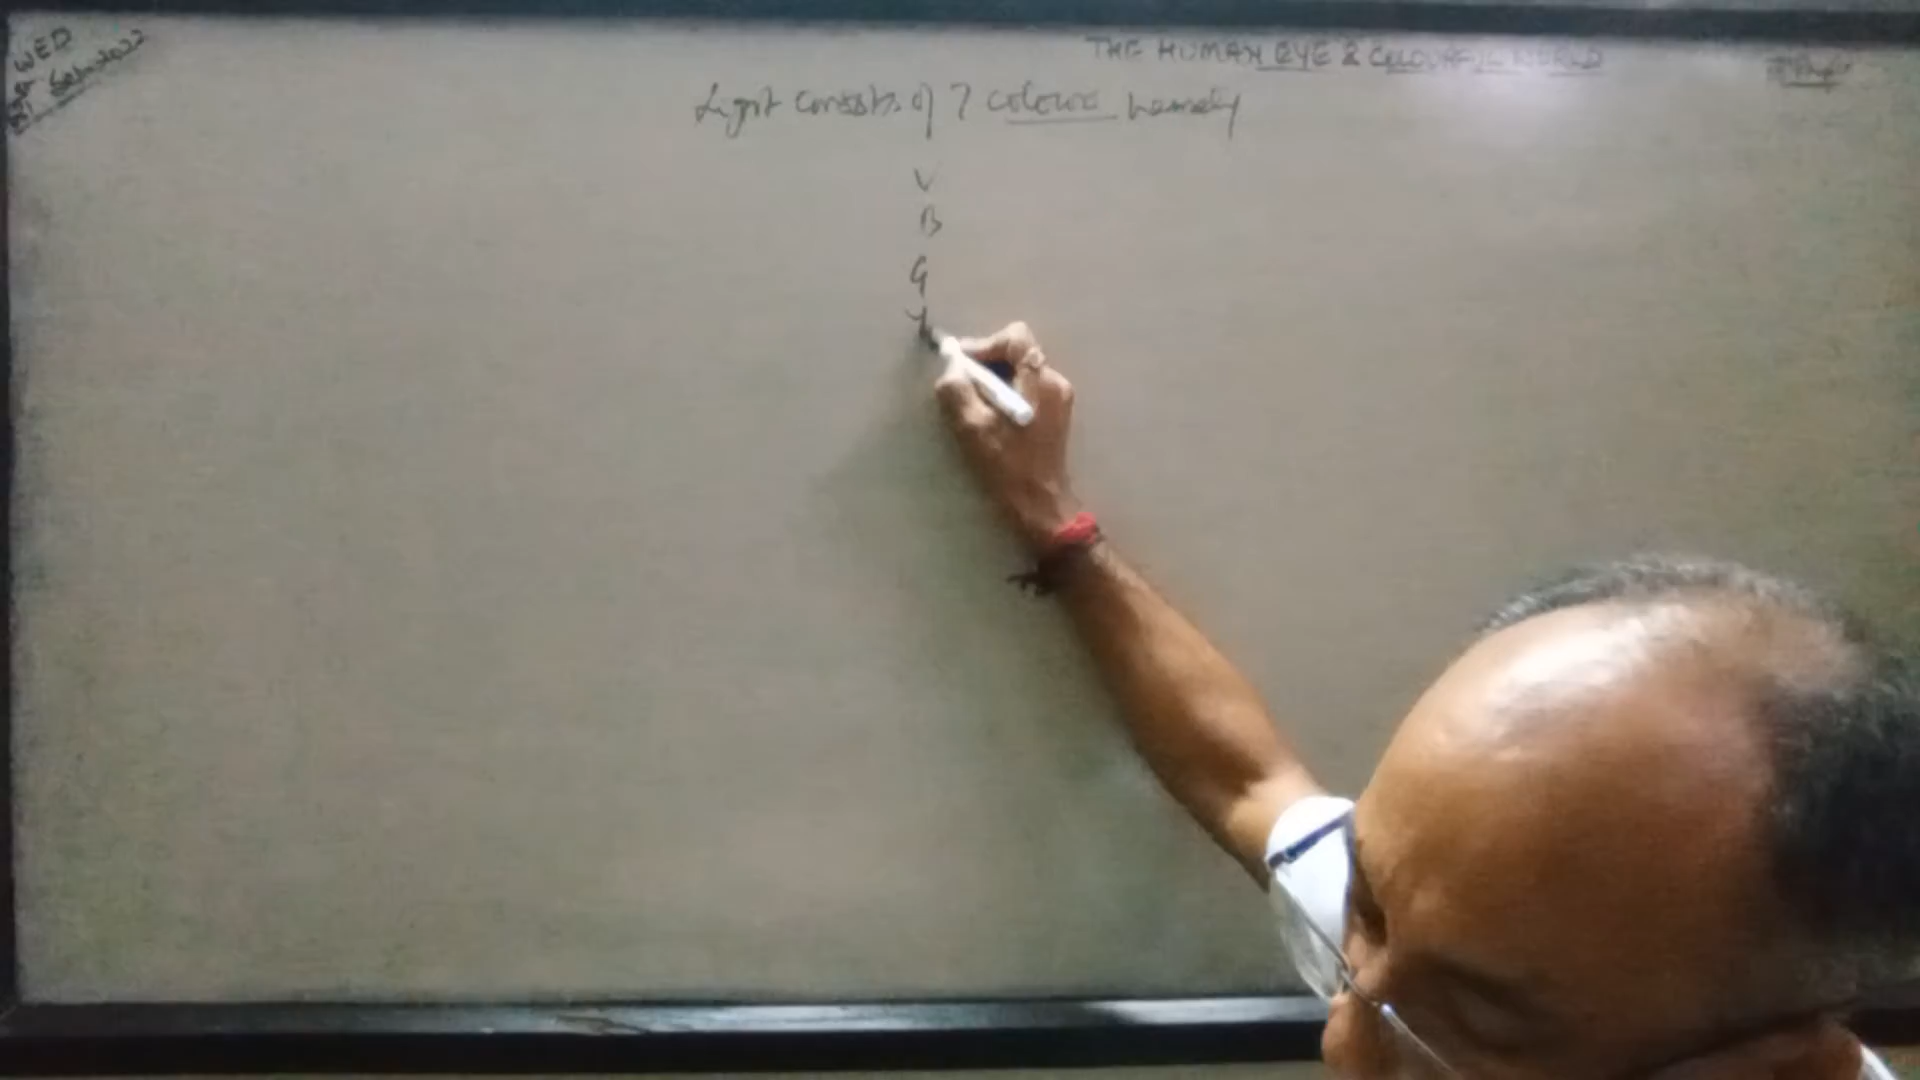 WED
THE HUMAN EYE & COLOURFUL WORLD
Light consists of 7 colours namely
V
B
G
Y